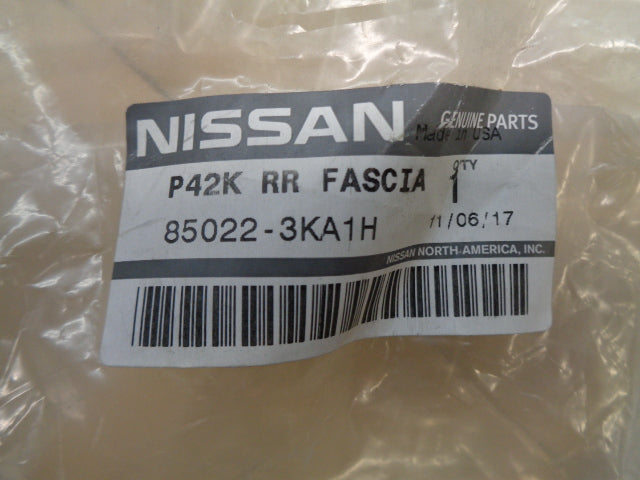 NISSAN GENUINE PARTS
Made in USA
P42K RR FASCIA QTY 1
85022-3KA1H 11/06/17
NISSAN NORTH-AMERICA, INC.